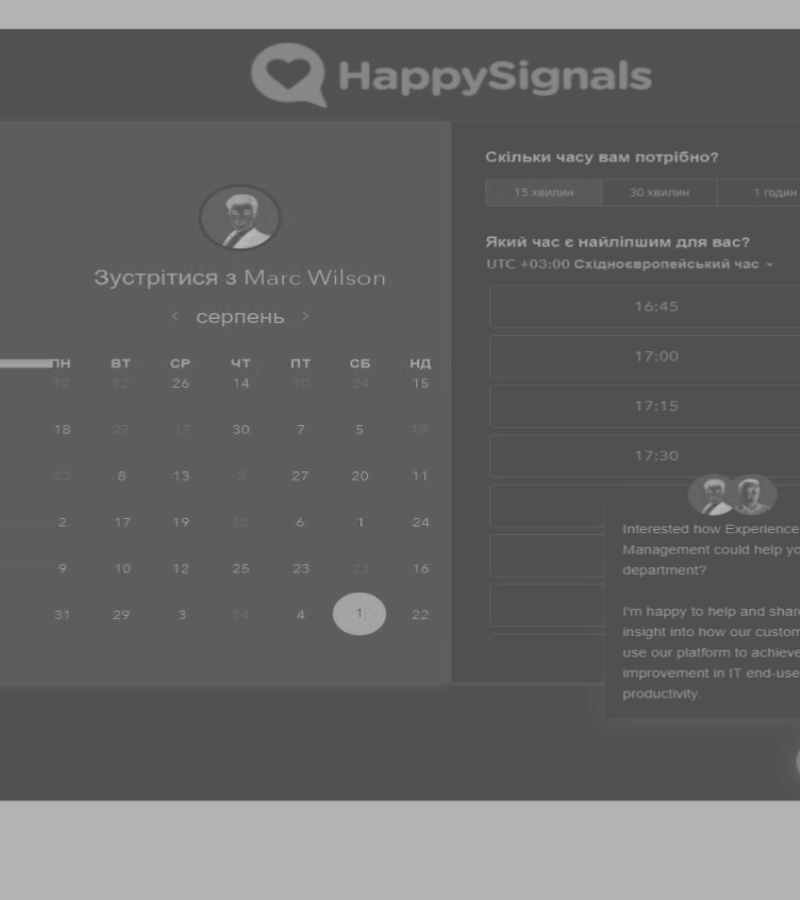 HappySignals
Зустрітися з Marc Wilson
‹ серпень ›
ПН ВТ СР ЧТ ПТ СБ НД
12 12 26 14 10 24 15
18 27 17 30 7 5 19
23 8 13 2 27 20 11
2 17 19 12 6 1 24
9 10 12 25 23 23 16
31 29 3 14 4 1 22
Скільки часу вам потрібно?
15 хвилин 30 хвилин 1 годин
Який час є найліпшим для вас?
UTC +03:00 Східноєвропейський час
16:45
17:00
17:15
17:30
Interested how Experience
Management could help yo
department?
I'm happy to help and shar
insight into how our custom
use our platform to achieve
improvement in IT end-use
productivity.